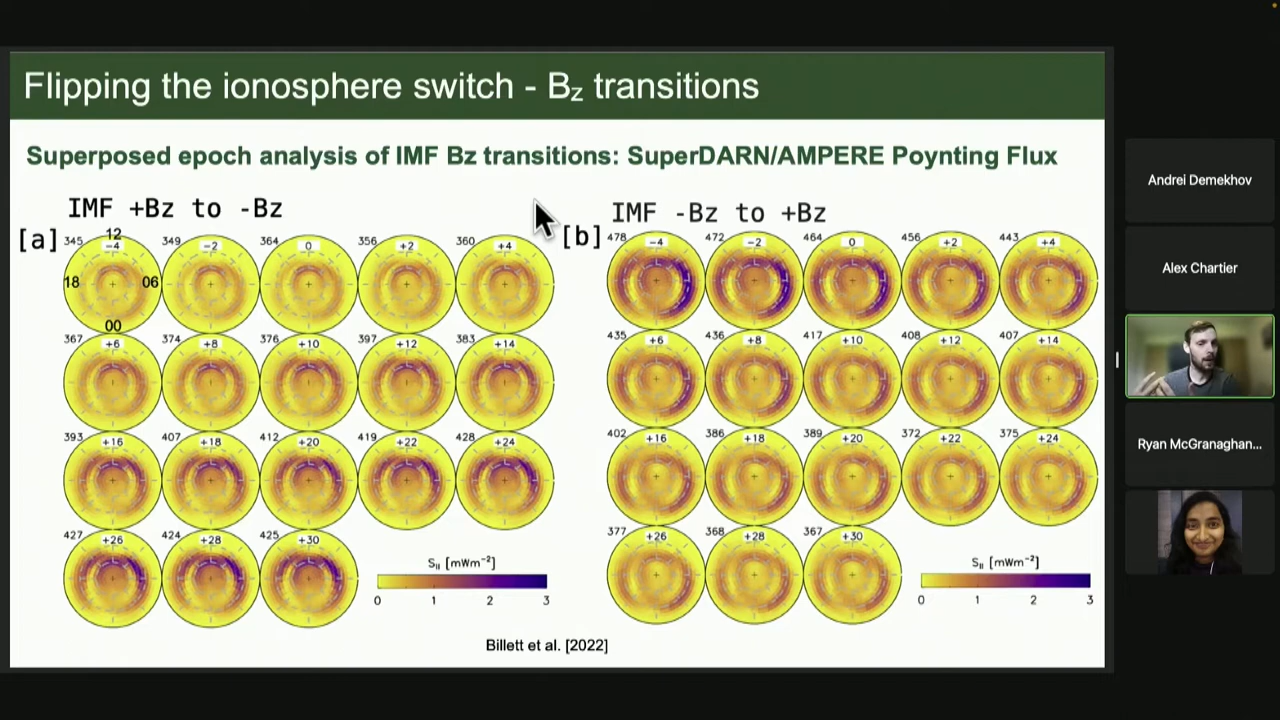 Flipping the ionosphere switch - Bz transitions
Superposed epoch analysis of IMF Bz transitions: SuperDARN/AMPERE Poynting Flux
IMF +Bz to -Bz
[a]
12
18
06
00
345 -4 349 -2 364 0 356 +2 360 +4
367 +6 374 +8 376 +10 397 +12 383 +14
393 +16 407 +18 412 +20 419 +22 428 +24
427 +26 424 +28 425 +30
S|| [mWm⁻²]
0 1 2 3
IMF -Bz to +Bz
[b]
478 -4 472 -2 464 0 456 +2 443 +4
435 +6 436 +8 417 +10 408 +12 407 +14
402 +16 386 +18 389 +20 372 +22 375 +24
377 +26 368 +28 367 +30
S|| [mWm⁻²]
0 1 2 3
Billett et al. [2022]
Andrei Demekhov
Alex Chartier
Ryan McGranaghan...